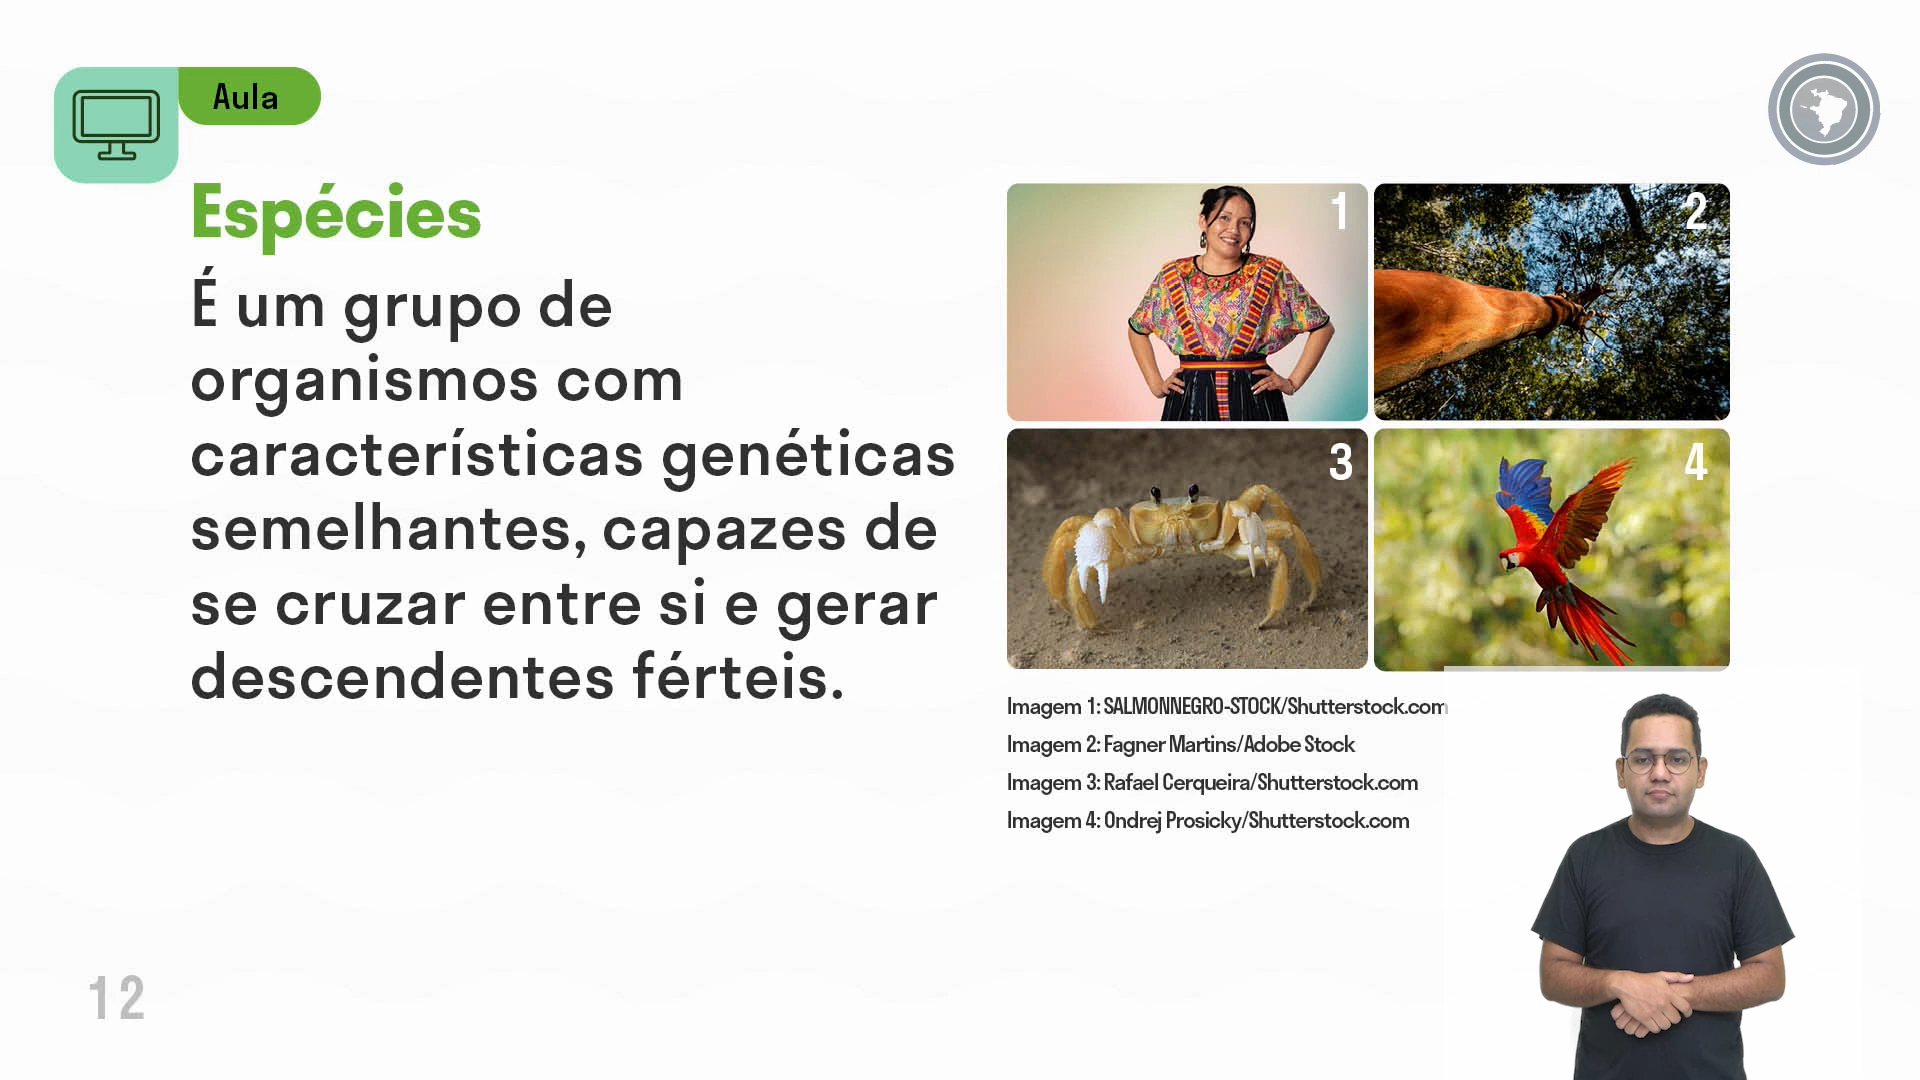 Aula
Espécies
É um grupo de
organismos com
características genéticas
semelhantes, capazes de
se cruzar entre si e gerar
descendentes férteis.
1
2
3
4
Imagem 1: SALMONNEGRO-STOCK/Shutterstock.com
Imagem 2: Fagner Martins/Adobe Stock
Imagem 3: Rafael Cerqueira/Shutterstock.com
Imagem 4: Ondrej Prosicky/Shutterstock.com
12